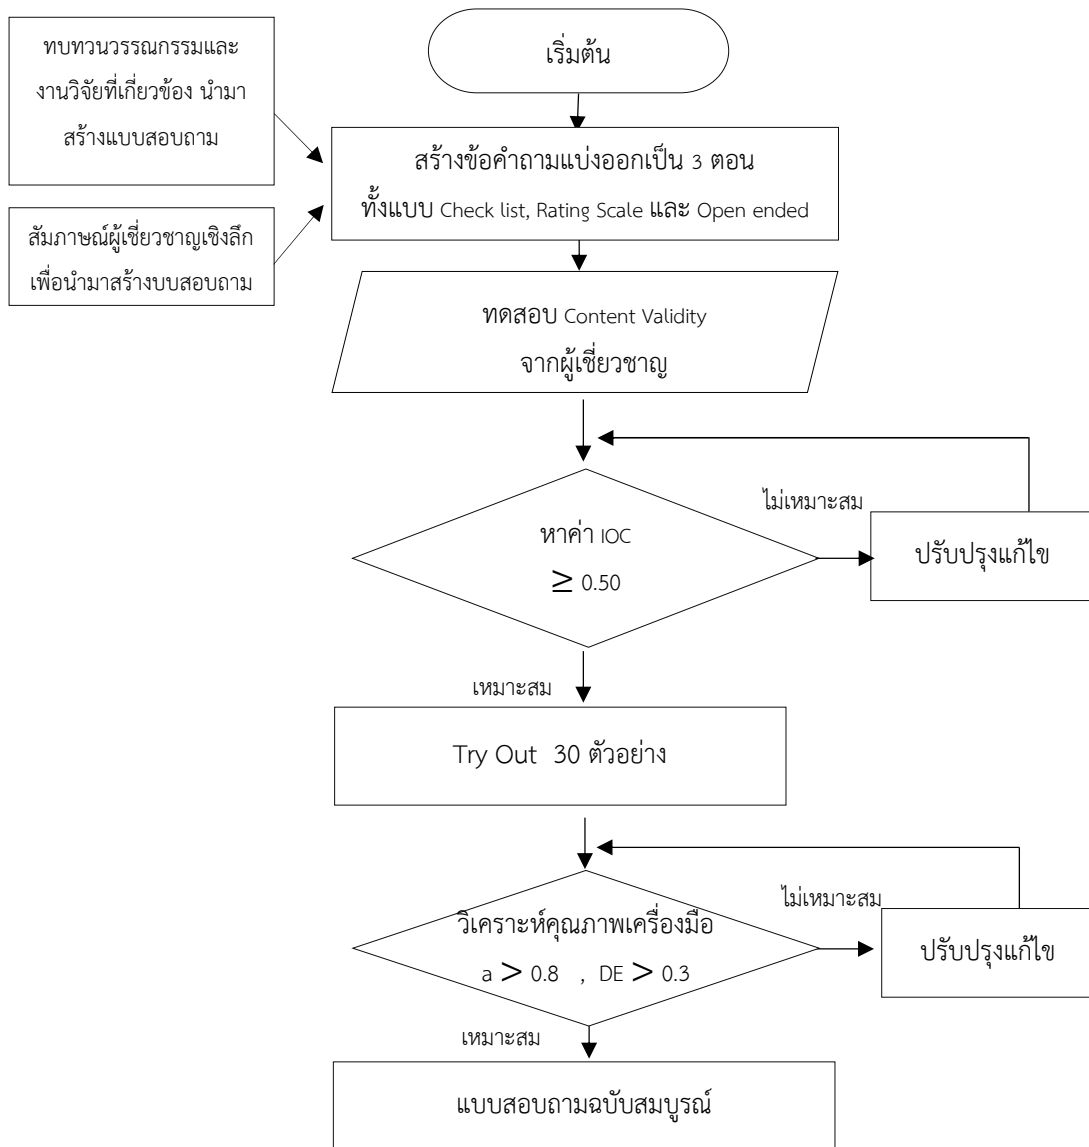 เริ่มต้น
ทบทวนวรรณกรรมและ
งานวิจัยที่เกี่ยวข้อง นำมา
สร้างแบบสอบถาม
สร้างข้อคำถามแบ่งออกเป็น 3 ตอน
ทั้งแบบ Check list, Rating Scale และ Open ended
สัมภาษณ์ผู้เชี่ยวชาญเชิงลึก
เพื่อนำมาสร้างบบสอบถาม
ทดสอบ Content Validity
จากผู้เชี่ยวชาญ
หาค่า IOC
≥ 0.50
ไม่เหมาะสม
ปรับปรุงแก้ไข
เหมาะสม
Try Out 30 ตัวอย่าง
วิเคราะห์คุณภาพเครื่องมือ
a > 0.8 , DE > 0.3
ไม่เหมาะสม
ปรับปรุงแก้ไข
เหมาะสม
แบบสอบถามฉบับสมบูรณ์